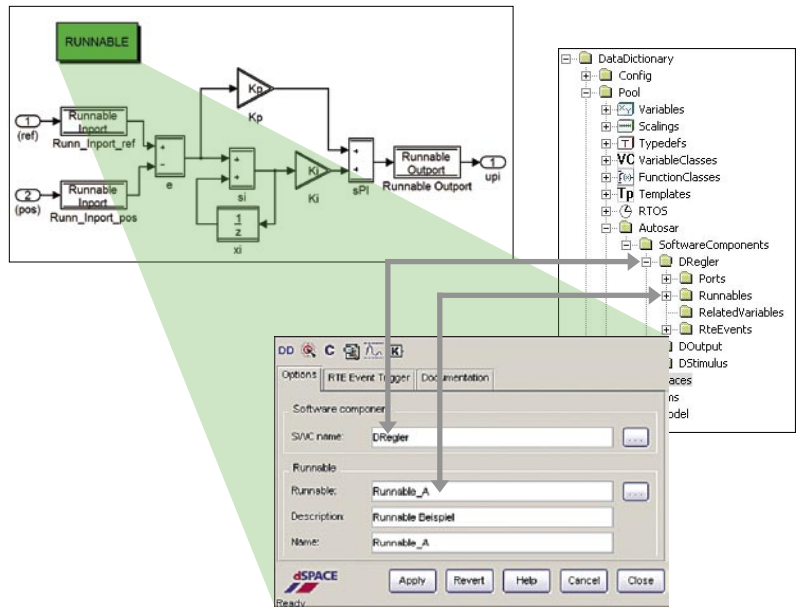 RUNNABLE
Kp
Kp
1
(ref)
Runnable
Inport
Runn_Inport_ref
+
−
e
+
+
si
Ki
Ki
+
+
sPI
Runnable
Outport
Runnable Outport
1
upi
2
(pos)
Runnable
Inport
Runn_Inport_pos
1
z
xi
DataDictionary
Config
Pool
Variables
Scalings
Typedefs
VC VariableClasses
FunctionClasses
Tp Templates
RTOS
Autosar
SoftwareComponents
DRegler
Ports
Runnables
RelatedVariables
RteEvents
DOutput
DStimulus
aces
ms
odel
DD C K
Options RTE Event Trigger Documentation
Software component
SWC name: DRegler ...
Runnable
Runnable: Runnable_A ...
Description: Runnable Beispiel
Name: Runnable_A
dSPACE
Apply Revert Help Cancel Close
Ready